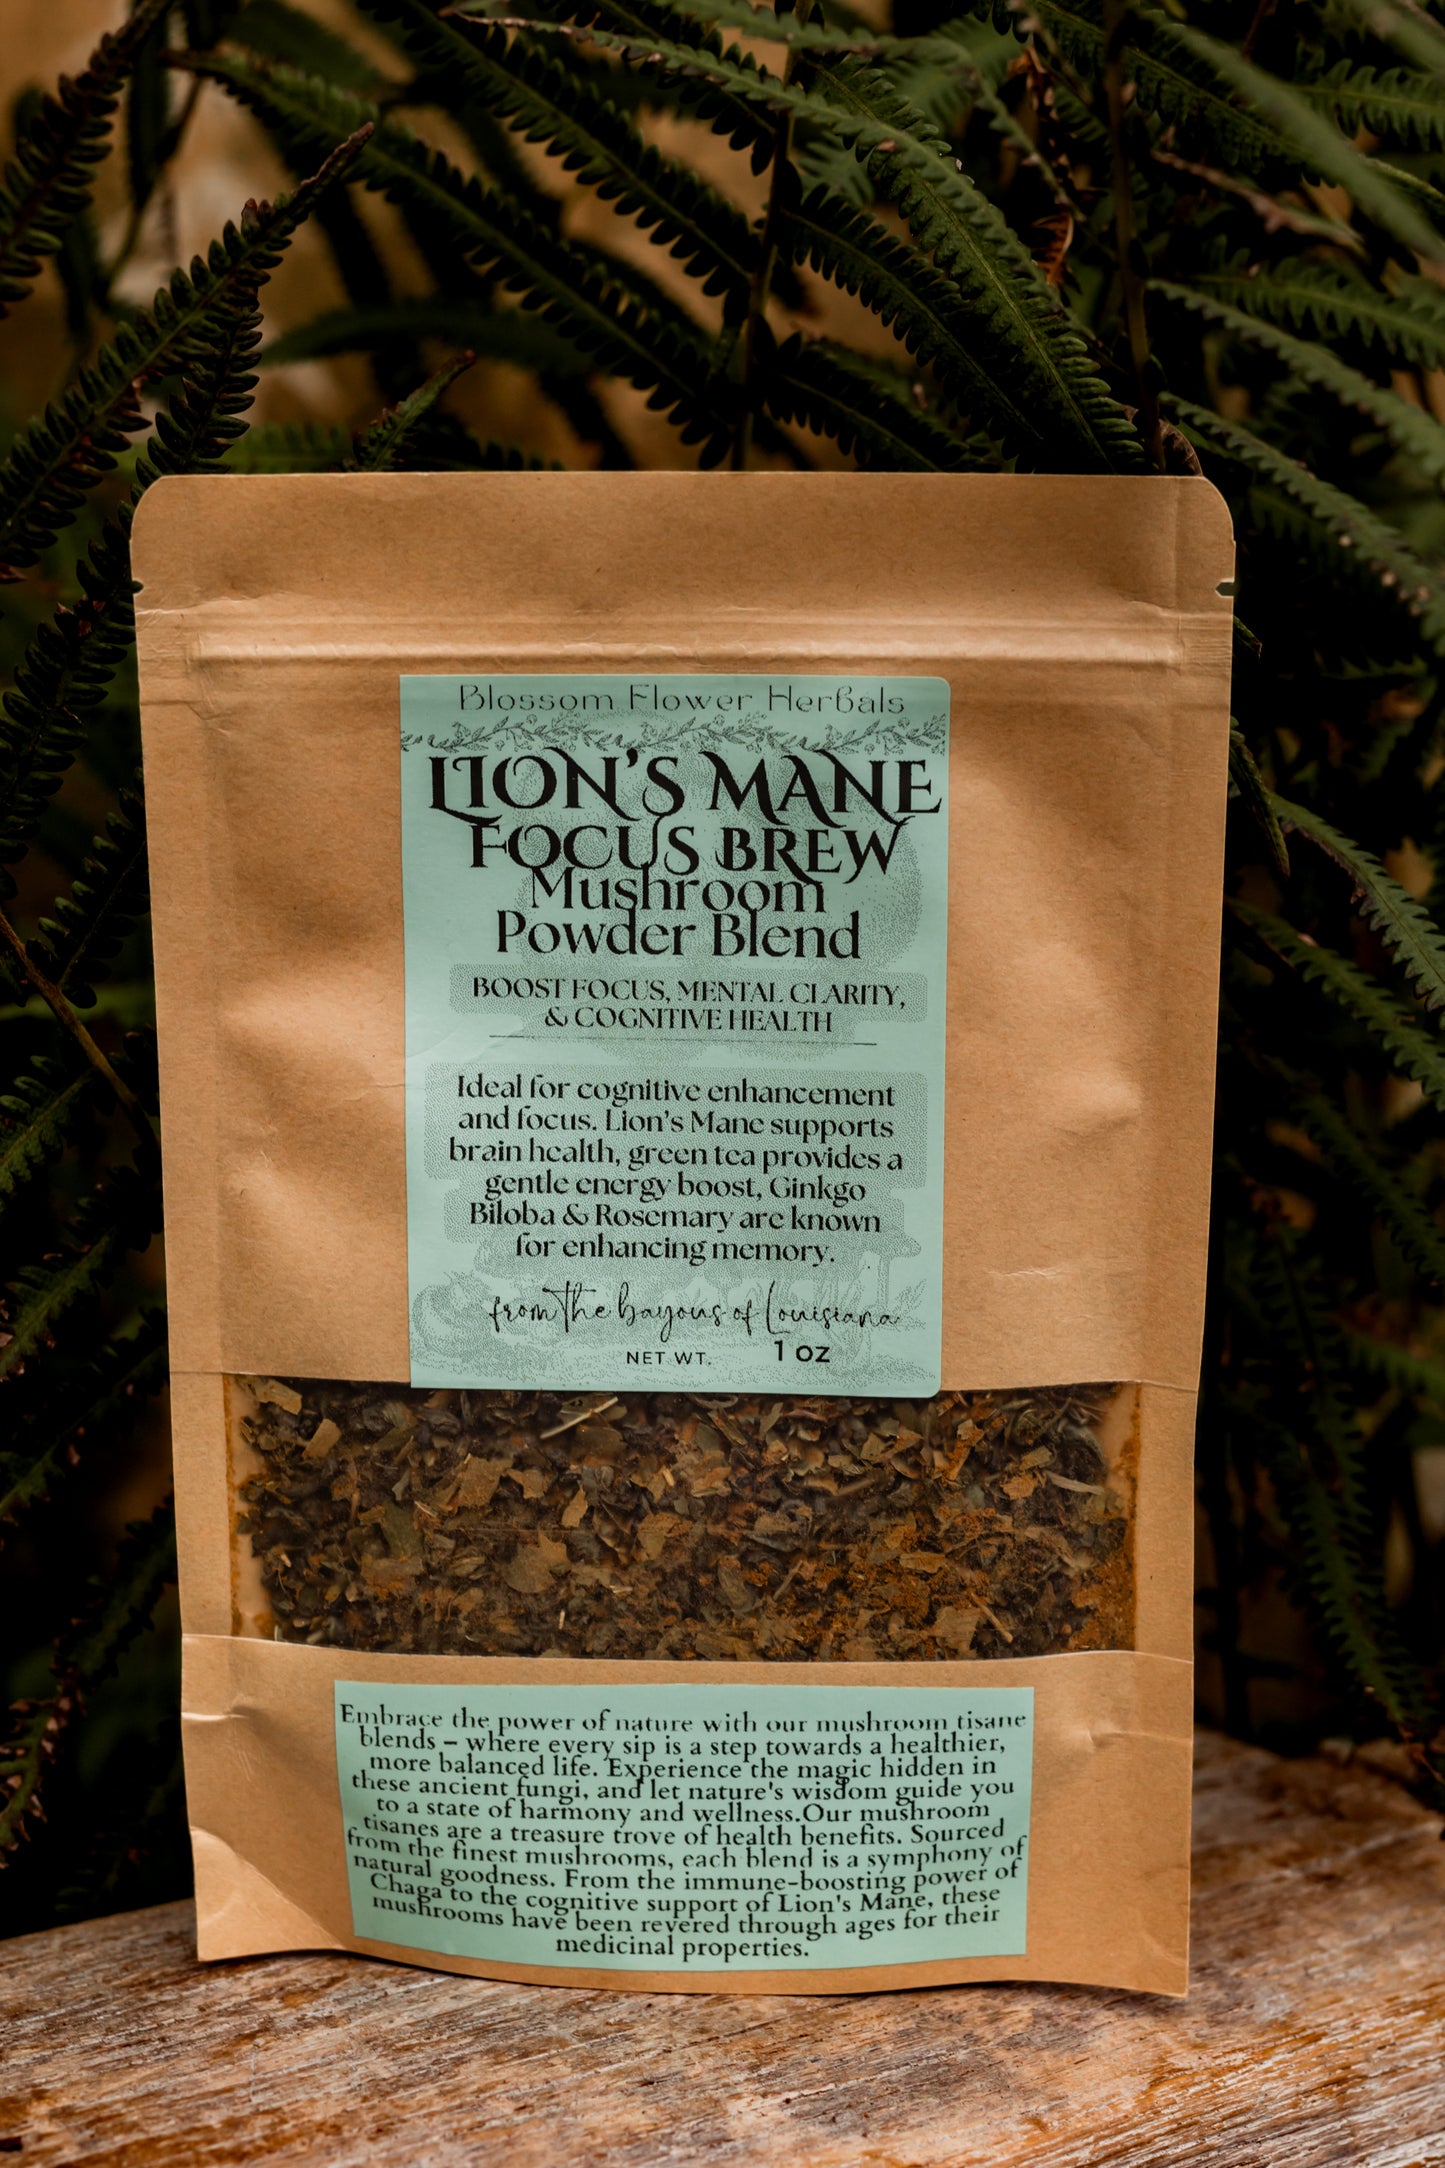 Blossom Flower Herbals
LION'S MANE
FOCUS BREW
Mushroom
Powder Blend
BOOST FOCUS, MENTAL CLARITY,
& COGNITIVE HEALTH
Ideal for cognitive enhancement
and focus. Lion's Mane supports
brain health, green tea provides a
gentle energy boost, Ginkgo
Biloba & Rosemary are known
for enhancing memory.
from the bayous of Louisiana
NET WT. 1 oz
Embrace the power of nature with our mushroom tisane
blends – where every sip is a step towards a healthier,
more balanced life. Experience the magic hidden in
these ancient fungi, and let nature's wisdom guide you
to a state of harmony and wellness.Our mushroom
tisanes are a treasure trove of health benefits. Sourced
from the finest mushrooms, each blend is a symphony of
natural goodness. From the immune-boosting power of
Chaga to the cognitive support of Lion's Mane, these
mushrooms have been revered through ages for their
medicinal properties.